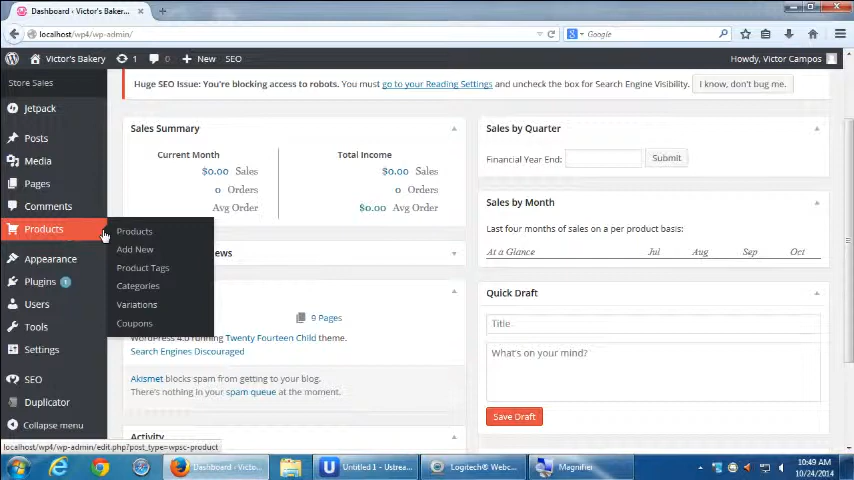 Dashboard ‹ Victor's Bakery...
localhost/wp4/wp-admin/
Google
Victor's Bakery
1
0
New
SEO
Howdy, Victor Campos
Store Sales
Jetpack
Posts
Media
Pages
Comments
Products
Appearance
Plugins 1
Users
Tools
Settings
SEO
Duplicator
Collapse menu
Products
Add New
Product Tags
Categories
Variations
Coupons
Huge SEO Issue: You're blocking access to robots. You must go to your Reading Settings and uncheck the box for Search Engine Visibility.
I know, don't bug me.
Sales Summary
Current Month
Total Income
$0.00 Sales
$0.00 Sales
0 Orders
0 Orders
Avg Order
$0.00 Avg Order
ews
9 Pages
WordPress 4.0 running Twenty Fourteen Child theme.
Search Engines Discouraged
Akismet blocks spam from getting to your blog.
There's nothing in your spam queue at the moment.
Activity
Sales by Quarter
Financial Year End:
Submit
Sales by Month
Last four months of sales on a per product basis:
At a Glance Jul Aug Sep Oct
Quick Draft
Title
What's on your mind?
Save Draft
localhost/wp4/wp-admin/edit.php?post_type=wpsc-product
Dashboard ‹ Victor's ...
Untitled 1 - Ustrea...
Logitech® Webc...
Magnifier
10:49 AM
10/24/2014